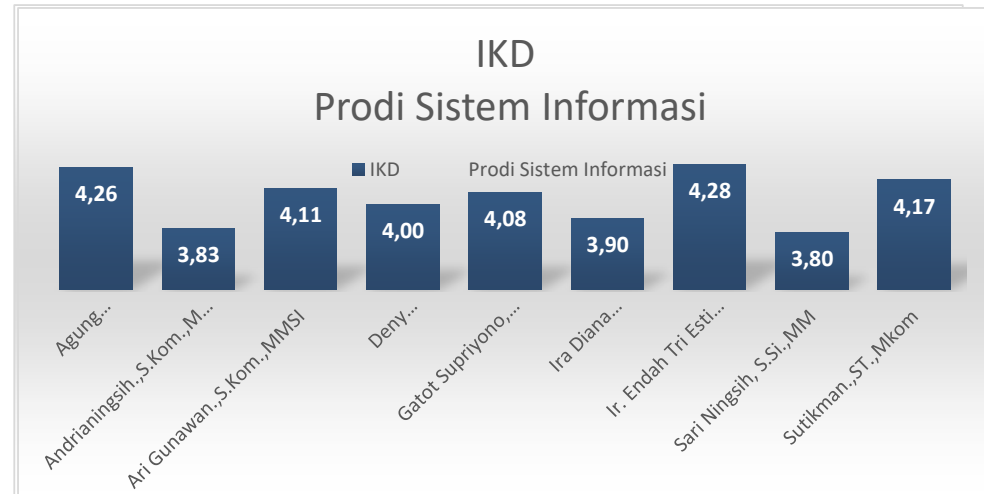 IKD
Prodi Sistem Informasi
IKD Prodi Sistem Informasi
4,26
3,83
4,11
4,00
4,08
3,90
4,28
3,80
4,17
Agung…
Andrianingsih.,S.Kom.,M…
Ari Gunawan.,S.Kom.,MMSI
Deny…
Gatot Supriyono,…
Ira Diana…
Ir. Endah Tri Esti…
Sari Ningsih, S.Si.,MM
Sutikman.,ST.,Mkom